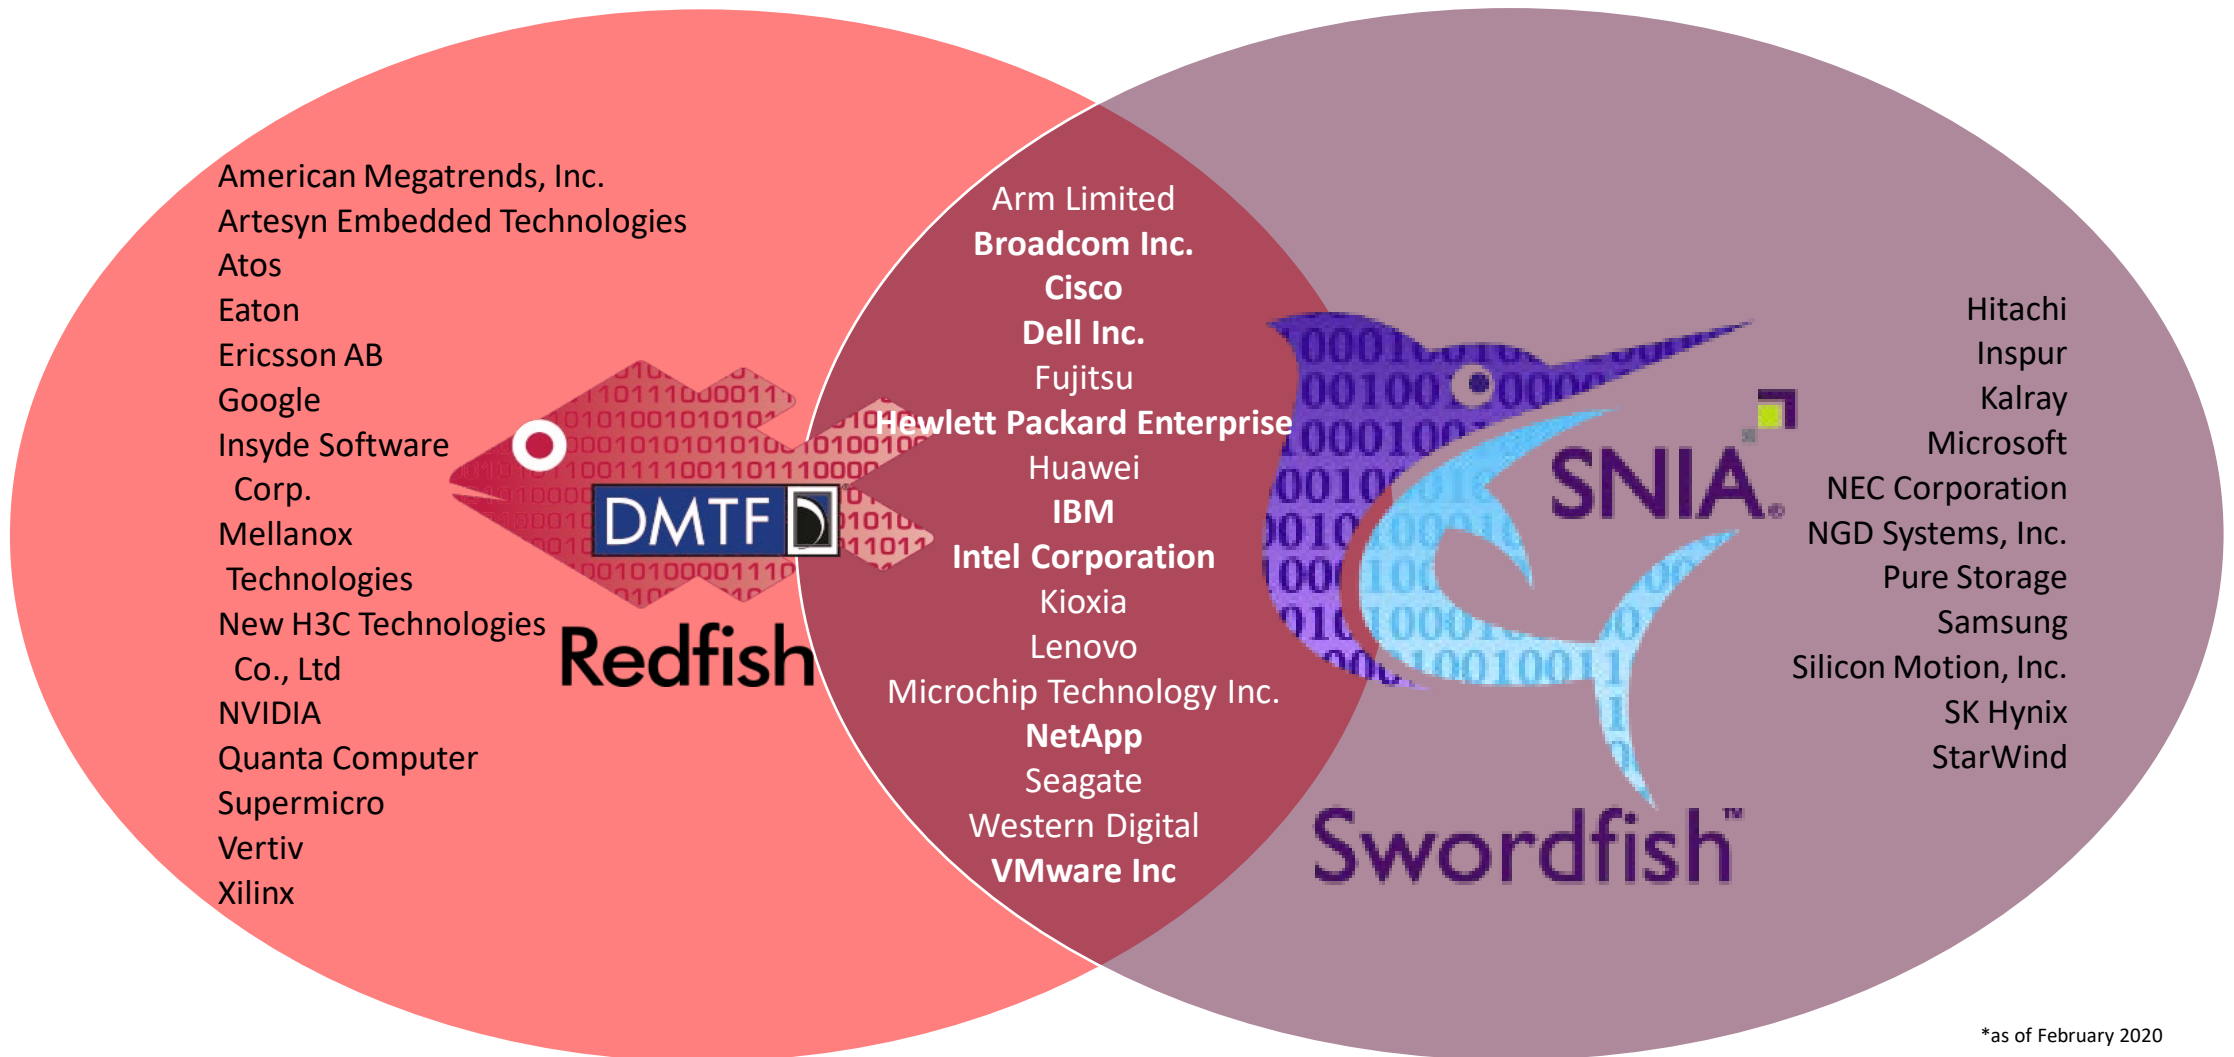 American Megatrends, Inc.
Artesyn Embedded Technologies
Atos
Eaton
Ericsson AB
Google
Insyde Software
Corp.
Mellanox
Technologies
New H3C Technologies
Co., Ltd
NVIDIA
Quanta Computer
Supermicro
Vertiv
Xilinx
DMTF
Redfish
Arm Limited
Broadcom Inc.
Cisco
Dell Inc.
Fujitsu
Hewlett Packard Enterprise
Huawei
IBM
Intel Corporation
Kioxia
Lenovo
Microchip Technology Inc.
NetApp
Seagate
Western Digital
VMware Inc
SNIA®
Swordfish™
Hitachi
Inspur
Kalray
Microsoft
NEC Corporation
NGD Systems, Inc.
Pure Storage
Samsung
Silicon Motion, Inc.
SK Hynix
StarWind
*as of February 2020